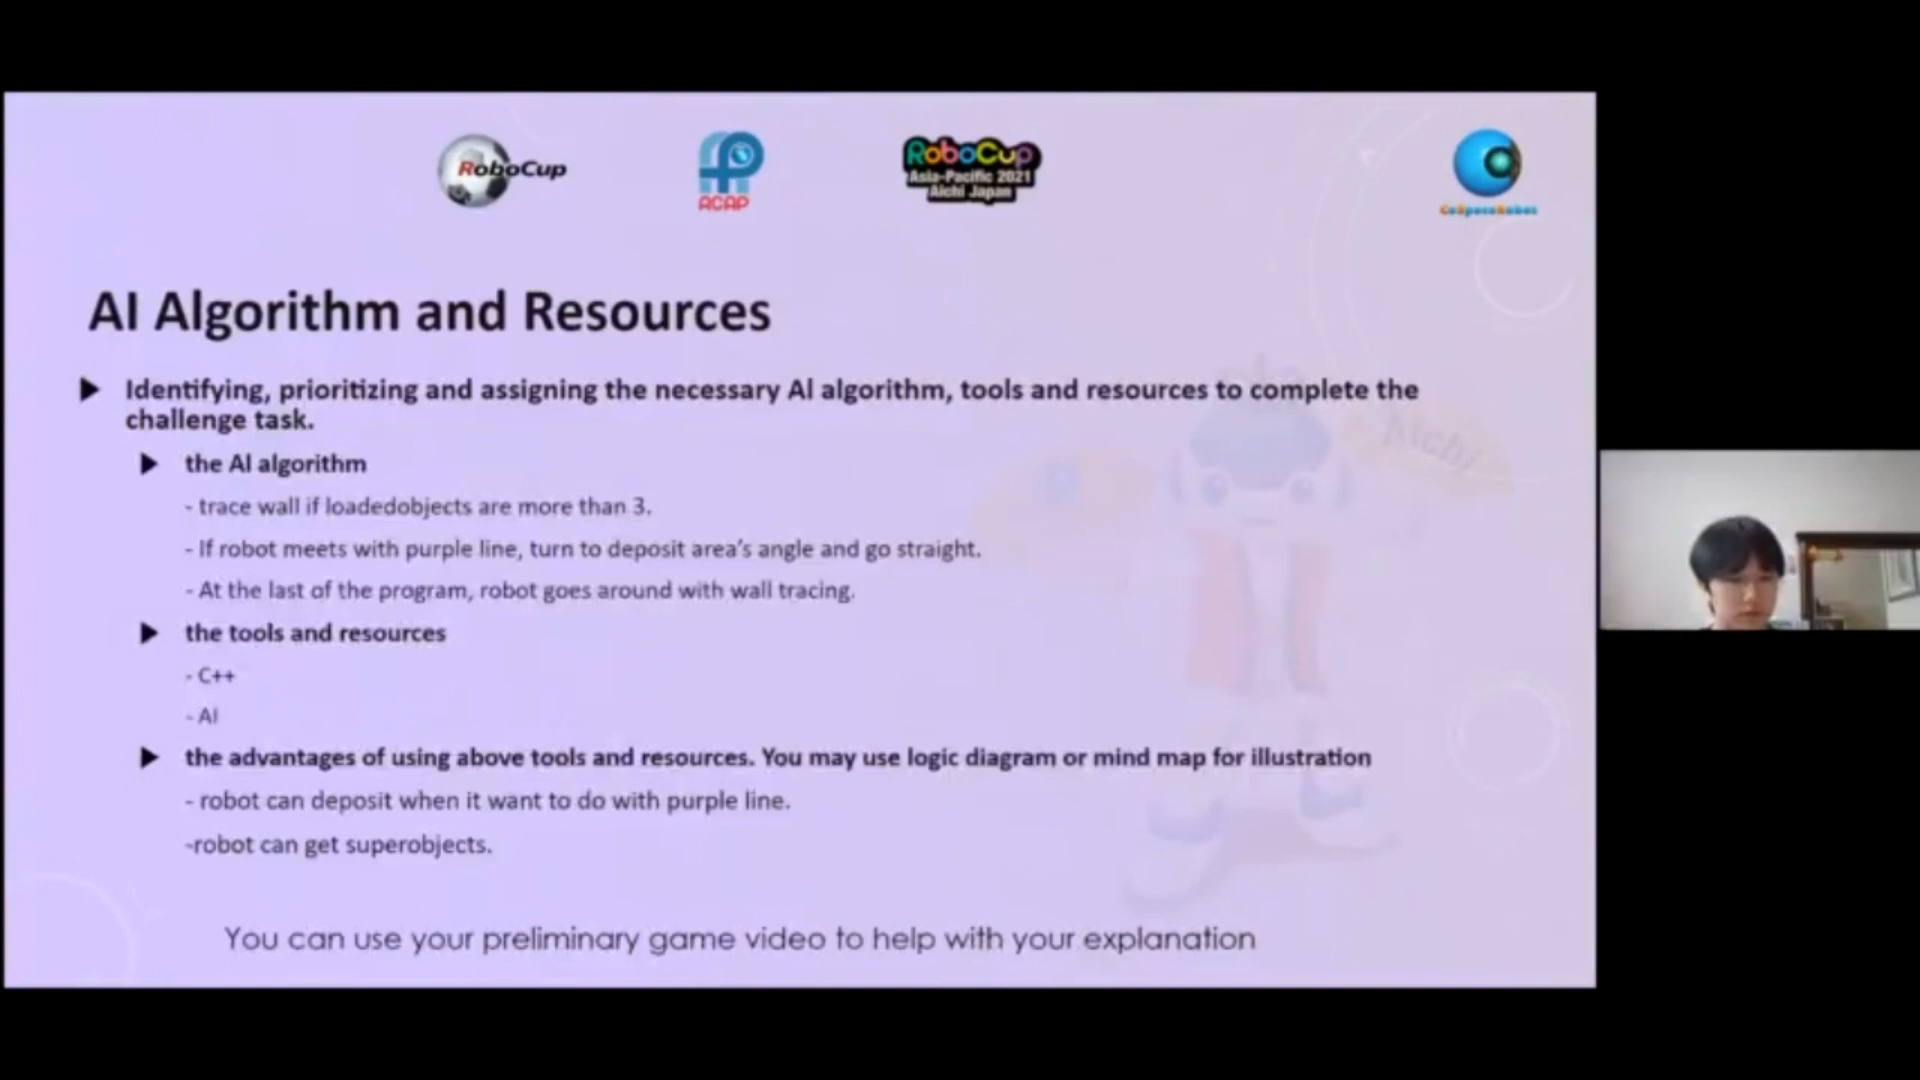 RoboCup
RCAP
RoboCup
Asia-Pacific 2021
Aichi Japan
CoSpaceRobot
AI Algorithm and Resources
Identifying, prioritizing and assigning the necessary AI algorithm, tools and resources to complete the
challenge task.
the AI algorithm
- trace wall if loadedobjects are more than 3.
- If robot meets with purple line, turn to deposit area's angle and go straight.
- At the last of the program, robot goes around with wall tracing.
the tools and resources
- C++
- AI
the advantages of using above tools and resources. You may use logic diagram or mind map for illustration
- robot can deposit when it want to do with purple line.
-robot can get superobjects.
You can use your preliminary game video to help with your explanation
Aichi